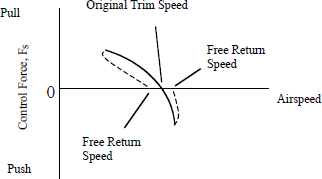 Pull
Original Trim Speed
Free Return
Speed
Control Force, Fs
0
Airspeed
Free Return
Speed
Push